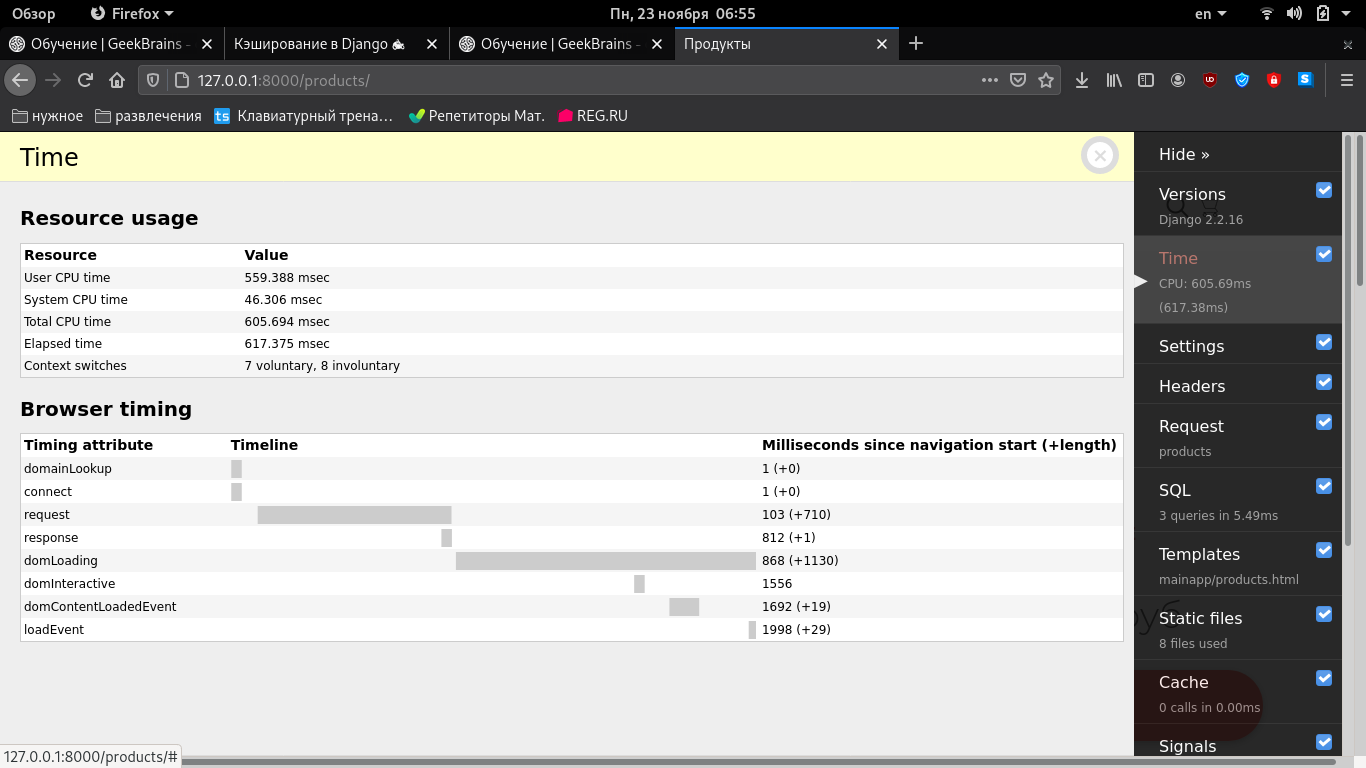 Обзор Firefox Пн, 23 ноября 06:55 en
Обучение | GeekBrains - Кэширование в Django Обучение | GeekBrains - Продукты
127.0.0.1:8000/products/
нужное развлечения ts Клавиатурный трена… Репетиторы Мат. REG.RU
Time
Resource usage
Resource Value
User CPU time 559.388 msec
System CPU time 46.306 msec
Total CPU time 605.694 msec
Elapsed time 617.375 msec
Context switches 7 voluntary, 8 involuntary
Browser timing
Timing attribute Timeline Milliseconds since navigation start (+length)
domainLookup 1 (+0)
connect 1 (+0)
request 103 (+710)
response 812 (+1)
domLoading 868 (+1130)
domInteractive 1556
domContentLoadedEvent 1692 (+19)
loadEvent 1998 (+29)
Hide »
Versions
Django 2.2.16
Time
CPU: 605.69ms
(617.38ms)
Settings
Headers
Request
products
SQL
3 queries in 5.49ms
Templates
mainapp/products.html
руб
Static files
8 files used
Cache
0 calls in 0.00ms
Signals
127.0.0.1:8000/products/#